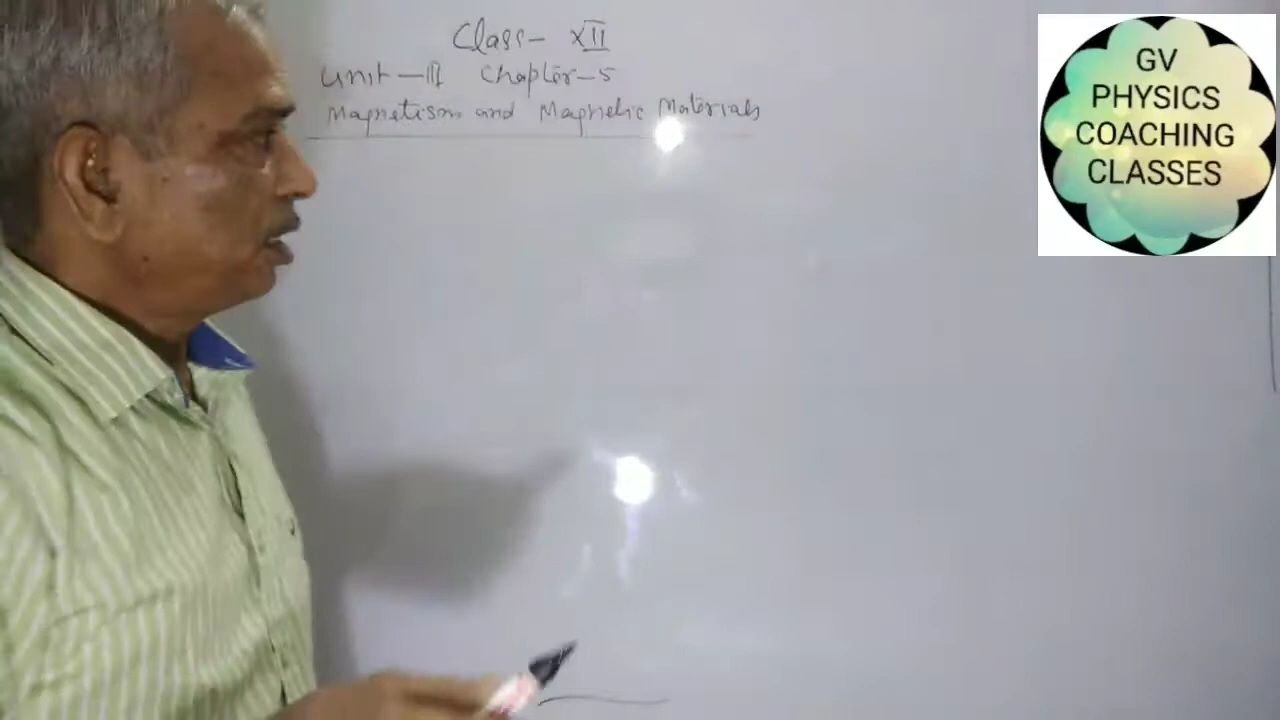 Class- XII
Unit-III Chapter-5
Magnetism and Magnetic Materials
GV
PHYSICS
COACHING
CLASSES